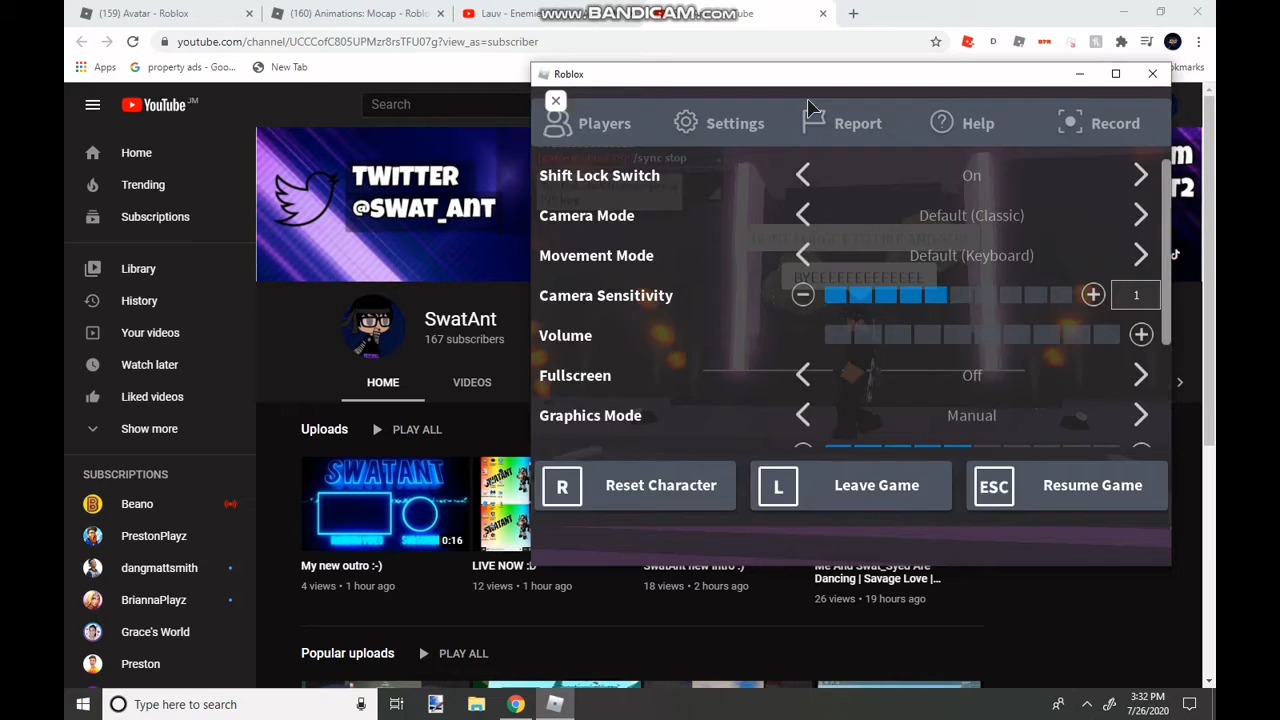 (159) Avatar - Roblox
(160) Animations: Mocap - Roblo
Lauv - Enemie
www.BANDICAM.com
youtube.com/channel/UCCCofC805UPMzr8rsTFU07g?view_as=subscriber
Apps
property ads - Goo...
New Tab
okmarks
YouTube JM
Search
Home
Trending
Subscriptions
Library
History
Your videos
Watch later
Liked videos
Show more
SUBSCRIPTIONS
Beano
PrestonPlayz
dangmattsmith
BriannaPlayz
Grace's World
Preston
TWITTER
@SWAT_ANT
SwatAnt
167 subscribers
HOME
VIDEOS
Uploads
PLAY ALL
SWATANT
0:16
My new outro :-)
4 views • 1 hour ago
LIVE NOW :D
12 views • 1 hour ago
SwatAnt new intro :)
18 views • 2 hours ago
Me And Swat_Syed Are
Dancing | Savage Love |...
26 views • 19 hours ago
Popular uploads
PLAY ALL
Roblox
Players
Settings
Report
Help
Record
/sync stop
Shift Lock Switch
On
Camera Mode
Default (Classic)
Movement Mode
Default (Keyboard)
BYEEEEEEEEEEEEE
Camera Sensitivity
1
Volume
Fullscreen
Off
Graphics Mode
Manual
R
Reset Character
L
Leave Game
ESC
Resume Game
Type here to search
3:32 PM
7/26/2020